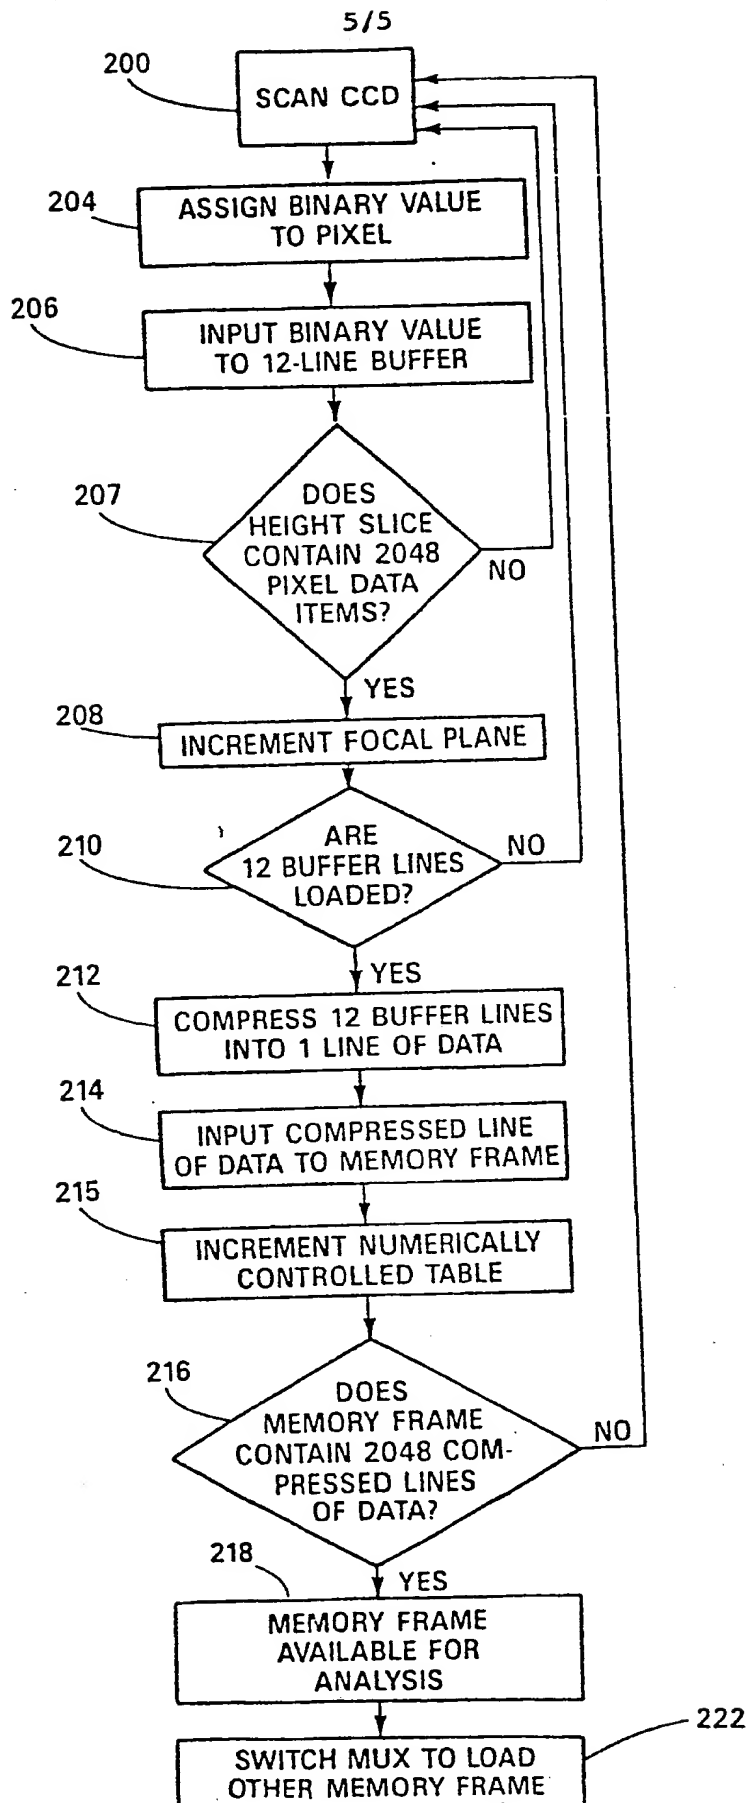 5/5
200
SCAN CCD
204
ASSIGN BINARY VALUE
TO PIXEL
206
INPUT BINARY VALUE
TO 12-LINE BUFFER
207
DOES
HEIGHT SLICE
CONTAIN 2048
PIXEL DATA
ITEMS?
NO
YES
208
INCREMENT FOCAL PLANE
210
ARE
12 BUFFER LINES
LOADED?
NO
YES
212
COMPRESS 12 BUFFER LINES
INTO 1 LINE OF DATA
214
INPUT COMPRESSED LINE
OF DATA TO MEMORY FRAME
215
INCREMENT NUMERICALLY
CONTROLLED TABLE
216
DOES
MEMORY FRAME
CONTAIN 2048 COM-
PRESSED LINES
OF DATA?
NO
YES
218
MEMORY FRAME
AVAILABLE FOR
ANALYSIS
222
SWITCH MUX TO LOAD
OTHER MEMORY FRAME